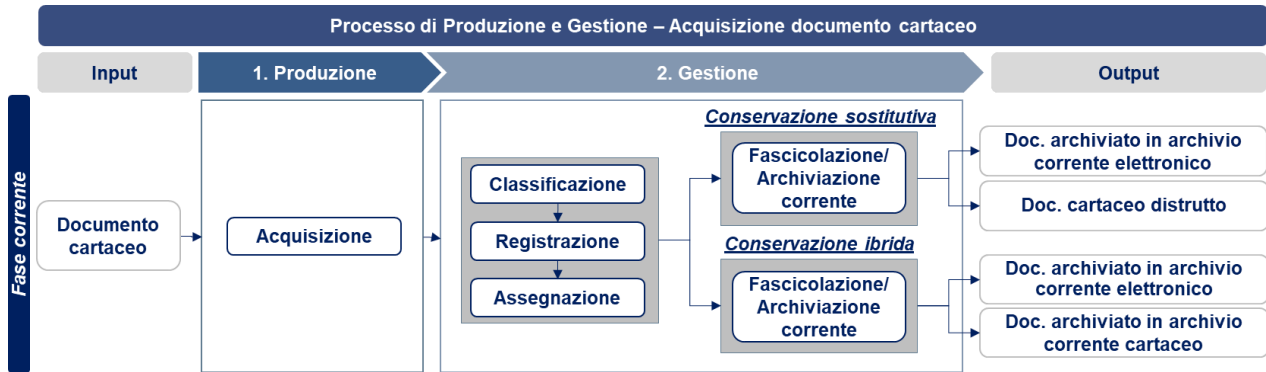 Processo di Produzione e Gestione – Acquisizione documento cartaceo
Input
1. Produzione
2. Gestione
Output
Fase corrente
Documento
cartaceo
Acquisizione
Classificazione
Registrazione
Assegnazione
Conservazione sostitutiva
Fascicolazione/
Archiviazione
corrente
Conservazione ibrida
Fascicolazione/
Archiviazione
corrente
Doc. archiviato in archivio
corrente elettronico
Doc. cartaceo distrutto
Doc. archiviato in archivio
corrente elettronico
Doc. archiviato in archivio
corrente cartaceo